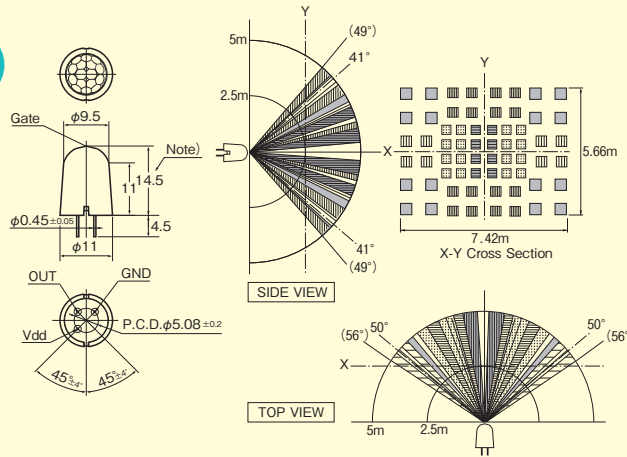 φ9.5
Gate
Note)
11
14.5
4.5
φ0.45±0.05
φ11
OUT
GND
Vdd
P.C.D.φ5.08 ±0.2
45°±4°
45°±4°
Y
5m
2.5m
(49°)
41°
41°
(49°)
SIDE VIEW
Y
X
5.66m
7.42m
X-Y Cross Section
50°
(56°)
X
50°
(56°)
TOP VIEW
5m
2.5m